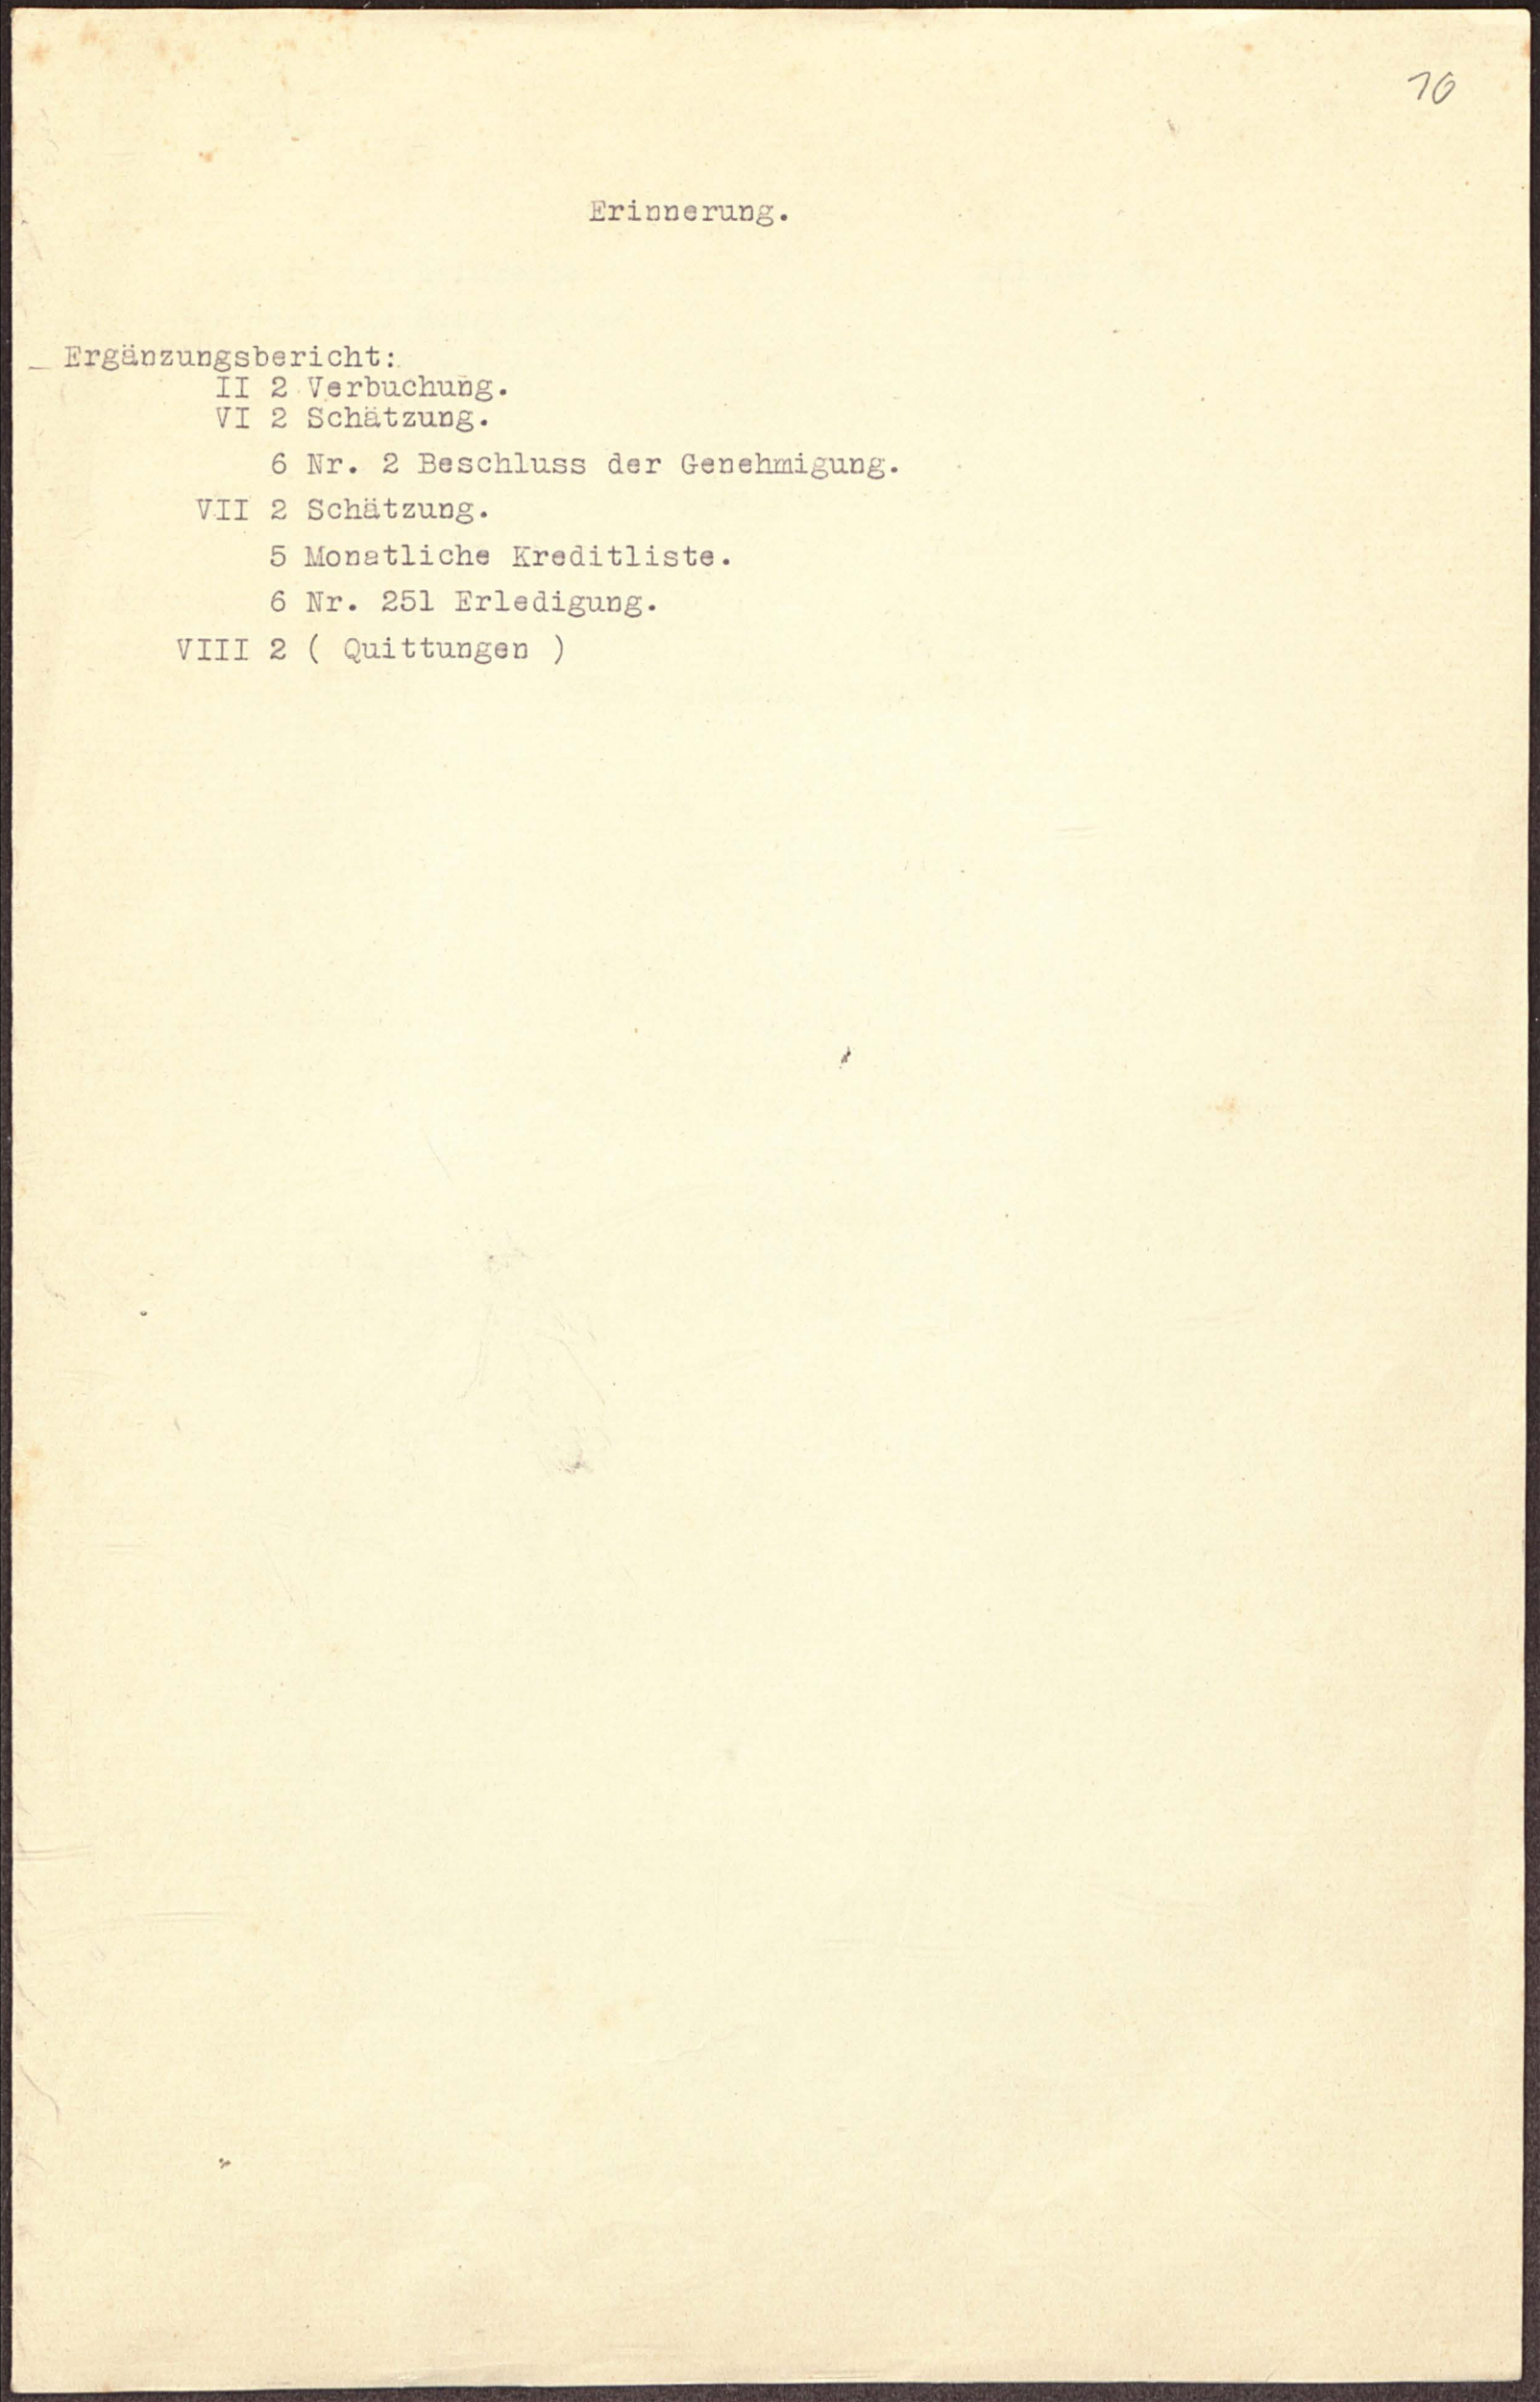 10
Erinnerung.
_ Ergänzungsbericht:
II 2 Verbuchung.
VI 2 Schätzung.
6 Nr. 2 Beschluss der Genehmigung.
VII 2 Schätzung.
5 Monatliche Kreditliste.
6 Nr. 251 Erledigung.
VIII 2 ( Quittungen )